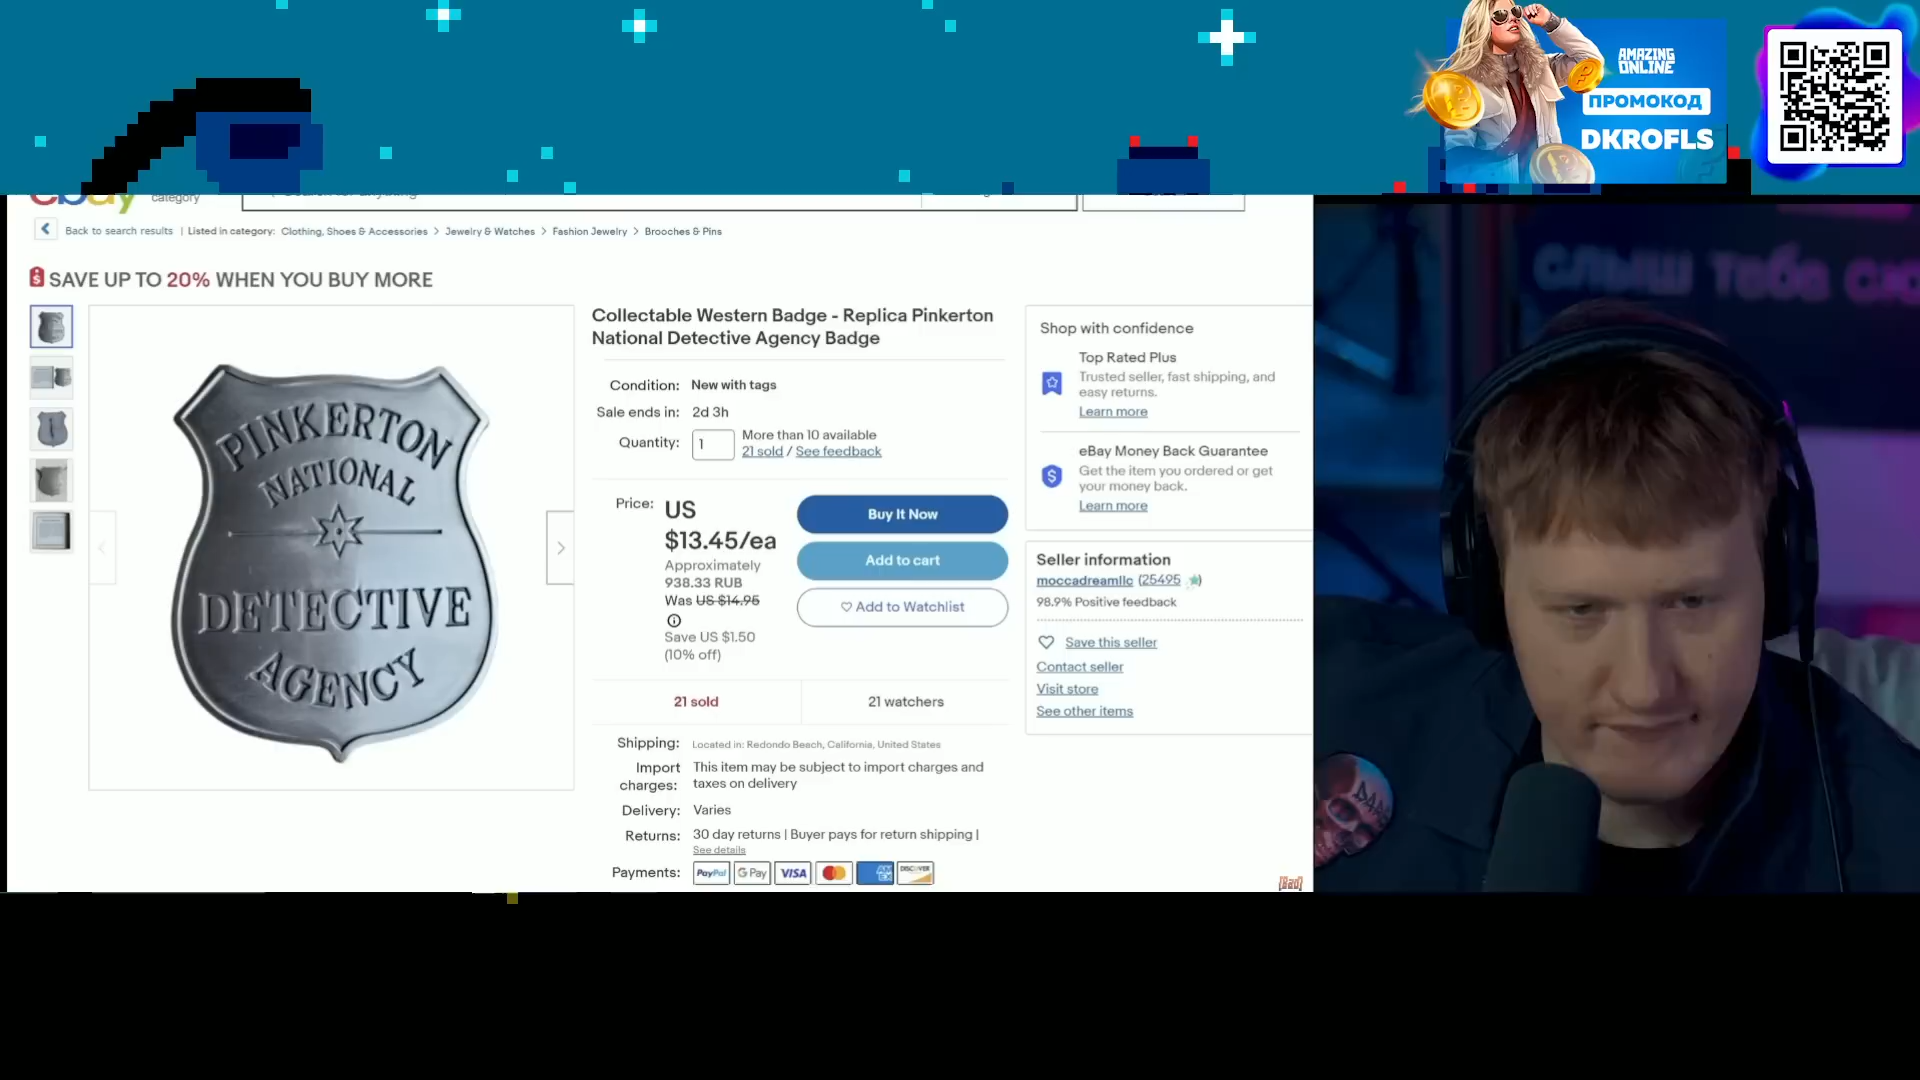 AMAZING
ONLINE
ПРОМОКОД
DKROFLS
ebay
category
Back to search results | Listed in category: Clothing, Shoes & Accessories > Jewelry & Watches > Fashion Jewelry > Brooches & Pins
SAVE UP TO 20% WHEN YOU BUY MORE
PINKERTON
NATIONAL
DETECTIVE
AGENCY
Collectable Western Badge - Replica Pinkerton
National Detective Agency Badge
Condition: New with tags
Sale ends in: 2d 3h
Quantity: 1
More than 10 available
21 sold / See feedback
Price: US
$13.45/ea
Approximately
938.33 RUB
Was US $14.95
Save US $1.50
(10% off)
Buy It Now
Add to cart
Add to Watchlist
21 sold
21 watchers
Shipping: Located in: Redondo Beach, California, United States
Import charges: This item may be subject to import charges and
taxes on delivery
Delivery: Varies
Returns: 30 day returns | Buyer pays for return shipping |
See details
Payments: PayPal G Pay VISA AMEX DISCOVER
Shop with confidence
Top Rated Plus
Trusted seller, fast shipping, and
easy returns.
Learn more
eBay Money Back Guarantee
Get the item you ordered or get
your money back.
Learn more
Seller information
moccadreamllc (25495)
98.9% Positive feedback
Save this seller
Contact seller
Visit store
See other items
слыш тебя